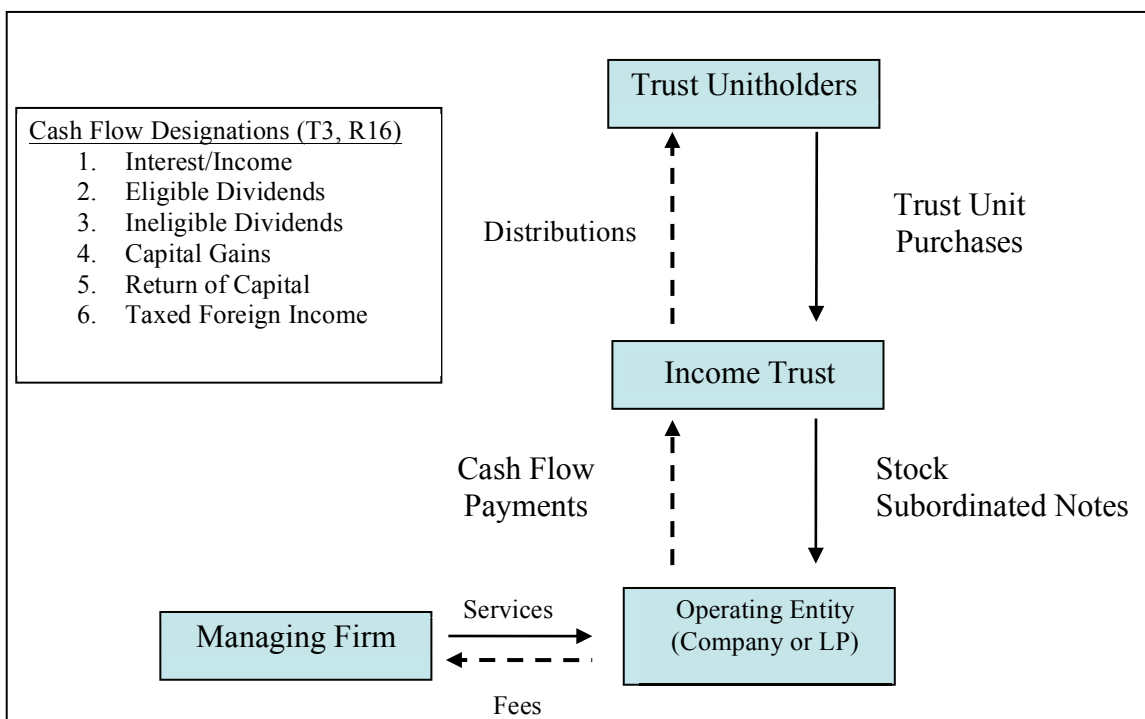 Trust Unitholders
Cash Flow Designations (T3, R16)
1. Interest/Income
2. Eligible Dividends
3. Ineligible Dividends
4. Capital Gains
5. Return of Capital
6. Taxed Foreign Income
Distributions
Trust Unit
Purchases
Income Trust
Cash Flow
Payments
Stock
Subordinated Notes
Managing Firm
Services
Fees
Operating Entity
(Company or LP)